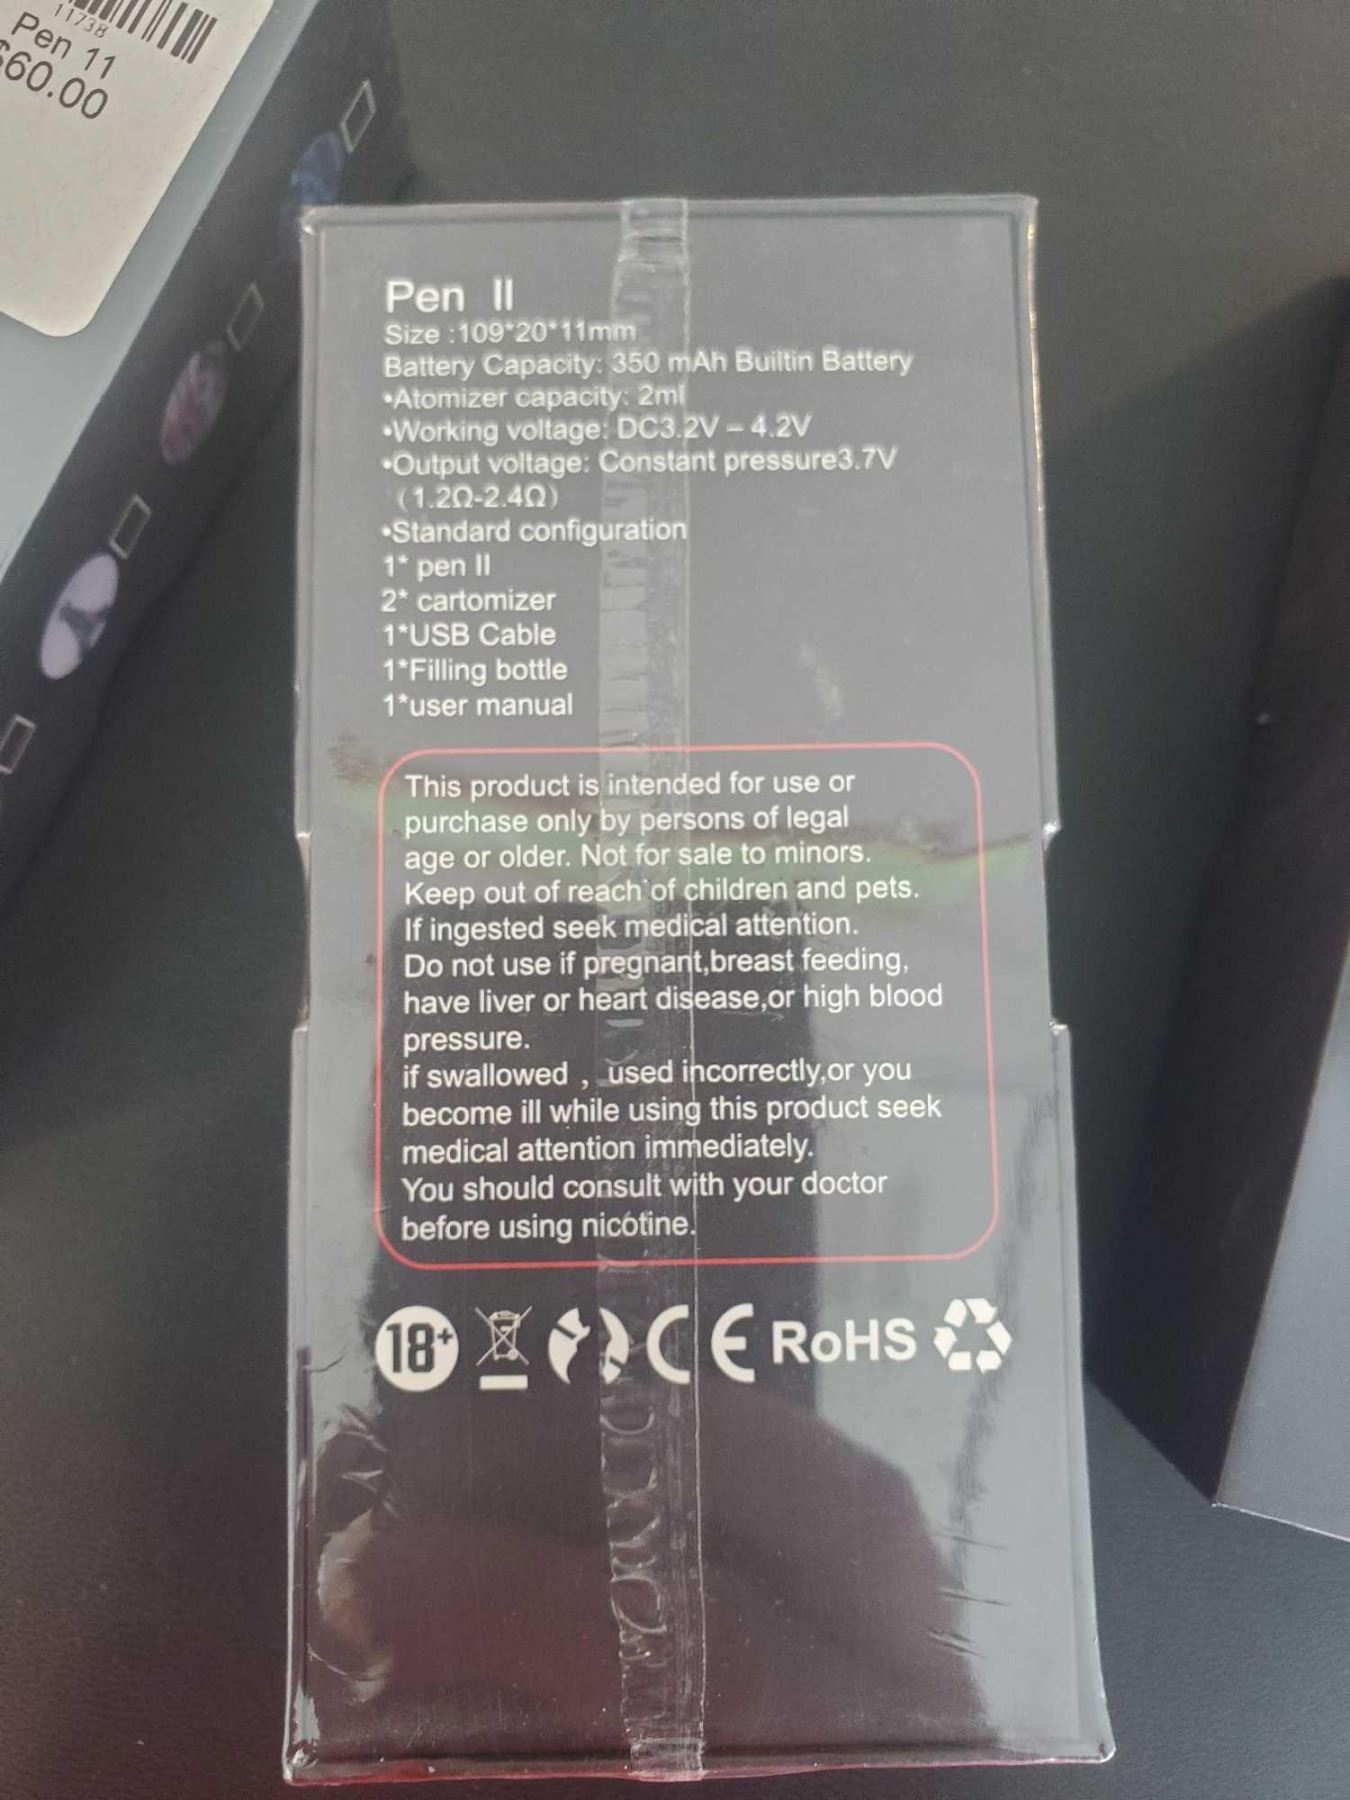 11738
Pen 11
$60.00
Pen II
Size :109*20*11mm
Battery Capacity: 350 mAh Builtin Battery
•Atomizer capacity: 2ml
•Working voltage: DC3.2V – 4.2V
•Output voltage: Constant pressure3.7V
(1.2Ω-2.4Ω)
•Standard configuration
1* pen II
2* cartomizer
1*USB Cable
1*Filling bottle
1*user manual
This product is intended for use or
purchase only by persons of legal
age or older. Not for sale to minors.
Keep out of reach of children and pets.
If ingested seek medical attention.
Do not use if pregnant,breast feeding,
have liver or heart disease,or high blood
pressure.
if swallowed , used incorrectly,or you
become ill while using this product seek
medical attention immediately.
You should consult with your doctor
before using nicotine.
18+ CE RoHS